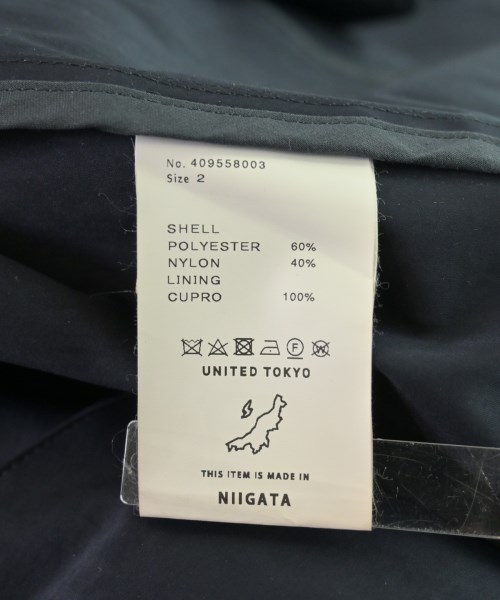 No. 409558003
Size 2
SHELL
POLYESTER 60%
NYLON 40%
LINING
CUPRO 100%
F W
UNITED TOKYO
THIS ITEM IS MADE IN
NIIGATA